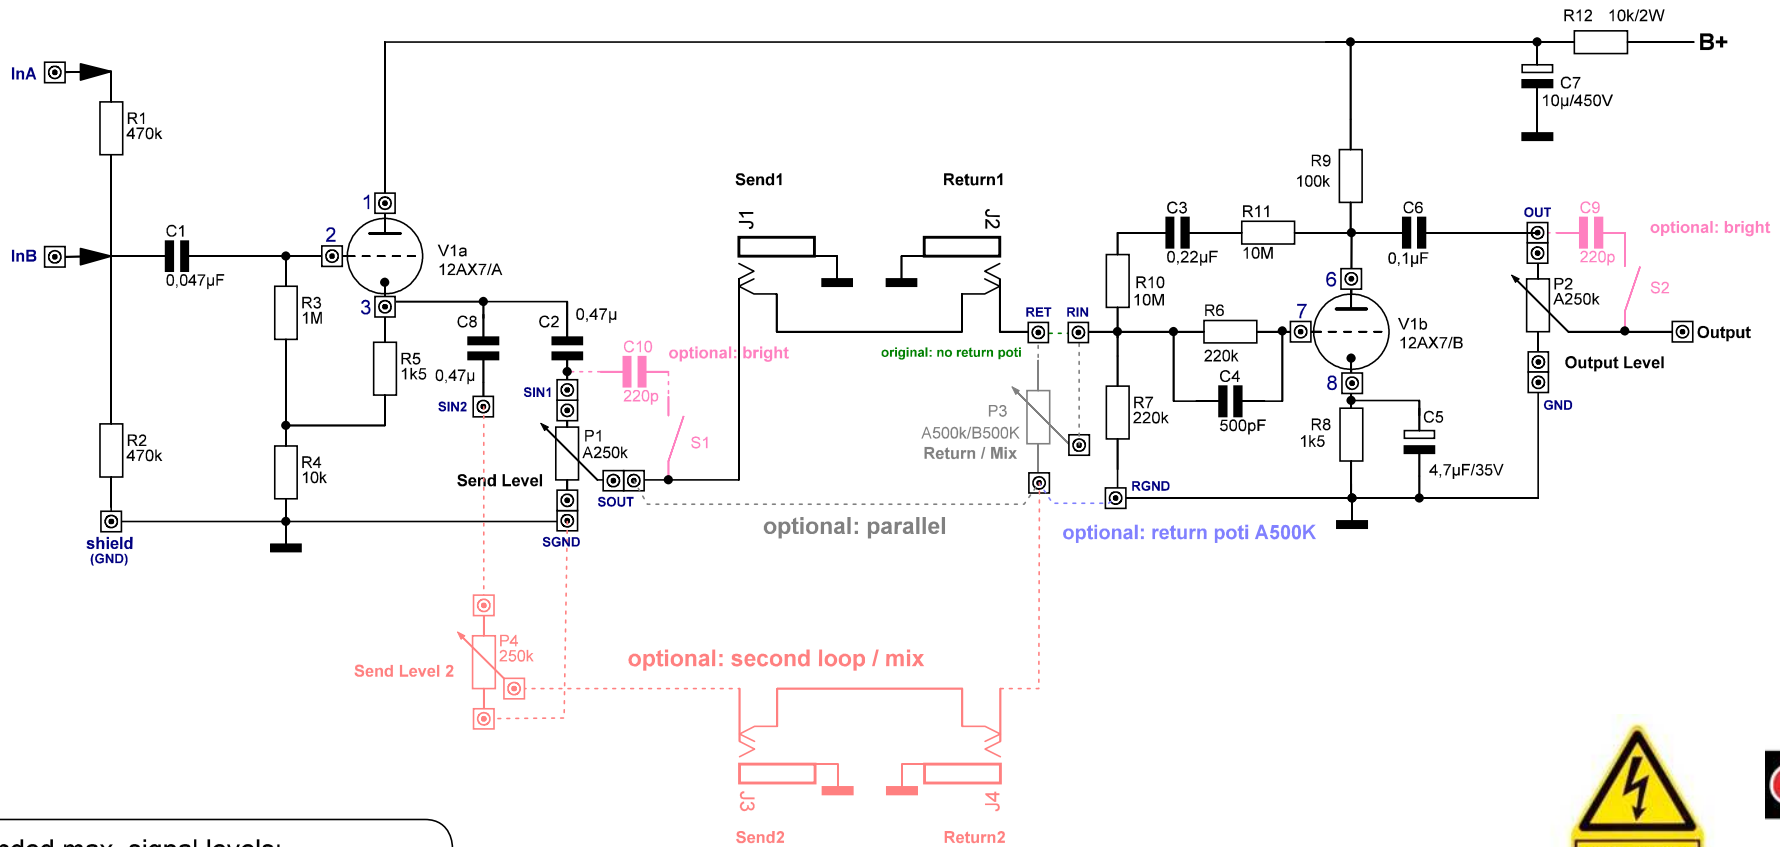 R12 10k/2W
B+
InA
C7
10µ/450V
R1
470k
R9
100k
Send1
Return1
J1
J2
1
C3
R11
C6
OUT
C9
optional: bright
2
C1
InB
V1a
12AX7/A
0,22µF
10M
0,1µF
220p
0,047µF
6
R10
10M
P2
A250k
S2
R3
1M
3
C8
C2
0,47µ
RET
RIN
R6
7
V1b
12AX7/B
Output
C10
optional: bright
original: no return poti
220k
R5
1k5
0,47µ
Output Level
C4
8
SIN1
220p
SIN2
P3
R7
220k
GND
A500k/B500K
500pF
R8
1k5
C5
R2
470k
P1
A250k
S1
Return / Mix
R4
10k
4,7µF/35V
Send Level
SOUT
RGND
optional: parallel
optional: return poti A500K
shield
(GND)
SGND
P4
250k
Send Level 2
optional: second loop / mix
J3
J4
Send2
Return2
nded max. signal levels: